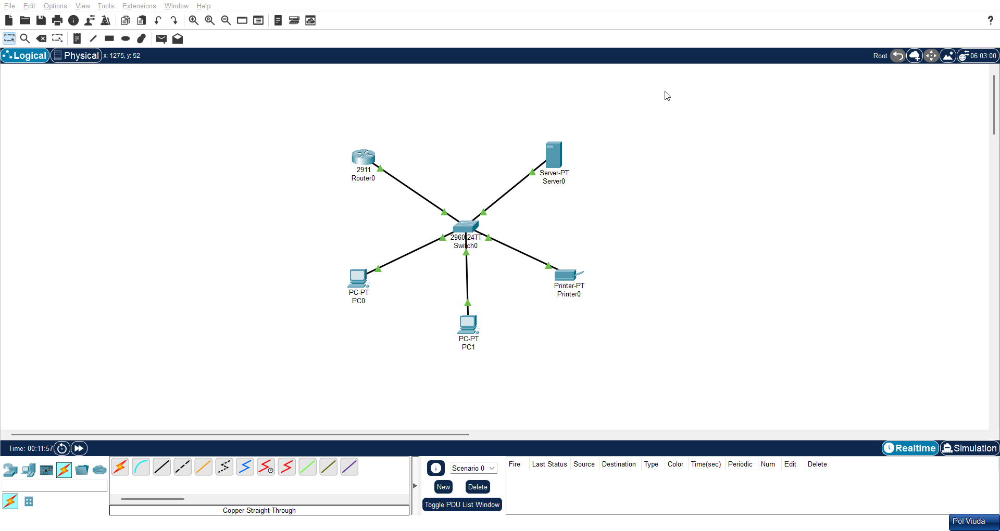 File Edit Options View Tools Extensions Window Help
?
Logical Physical x: 1275, y: 52 Root 06:03:00
2911
Router0
Server-PT
Server0
2960-24TT
Switch0
PC-PT
PC0
Printer-PT
Printer0
PC-PT
PC1
Time: 00:11:57 Realtime Simulation
Scenario 0
New Delete
Toggle PDU List Window
Fire Last Status Source Destination Type Color Time(sec) Periodic Num Edit Delete
Copper Straight-Through
Pol Viuda